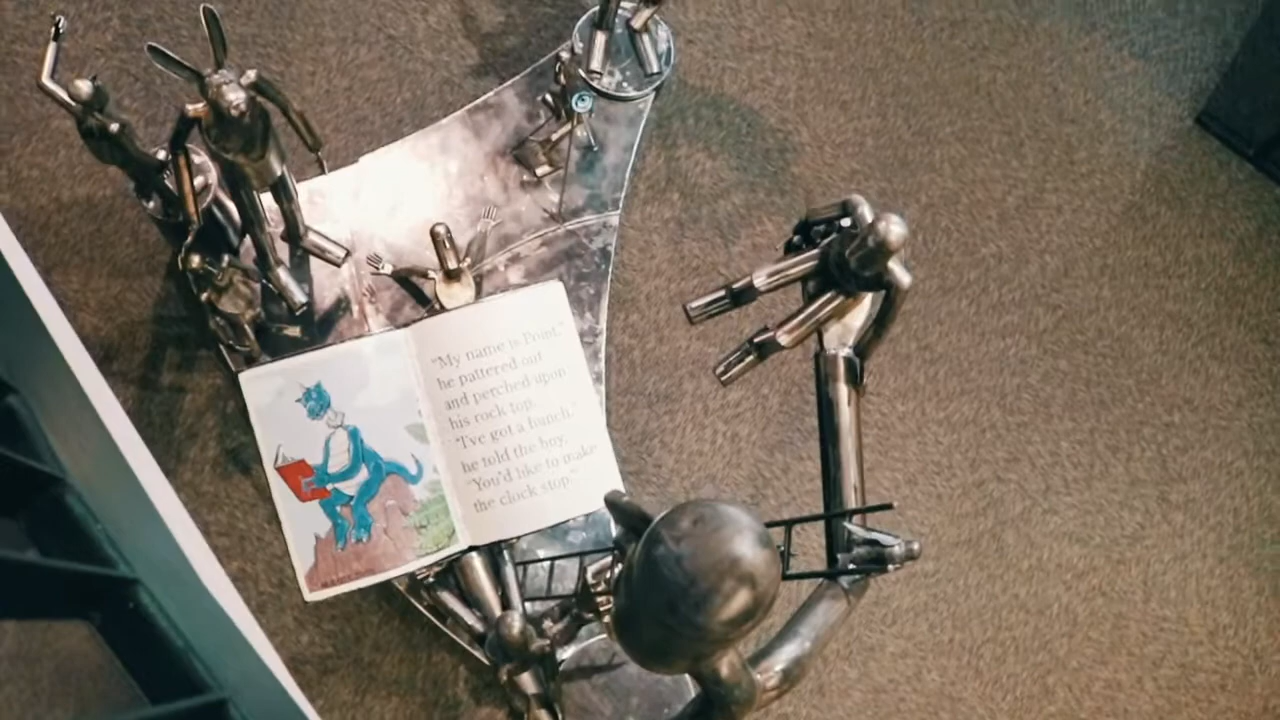 "My name is Point,"
he pattered out
and perched upon
his rock top.
"I've got a hunch,"
he told the boy,
"You'd like to make
the clock stop."